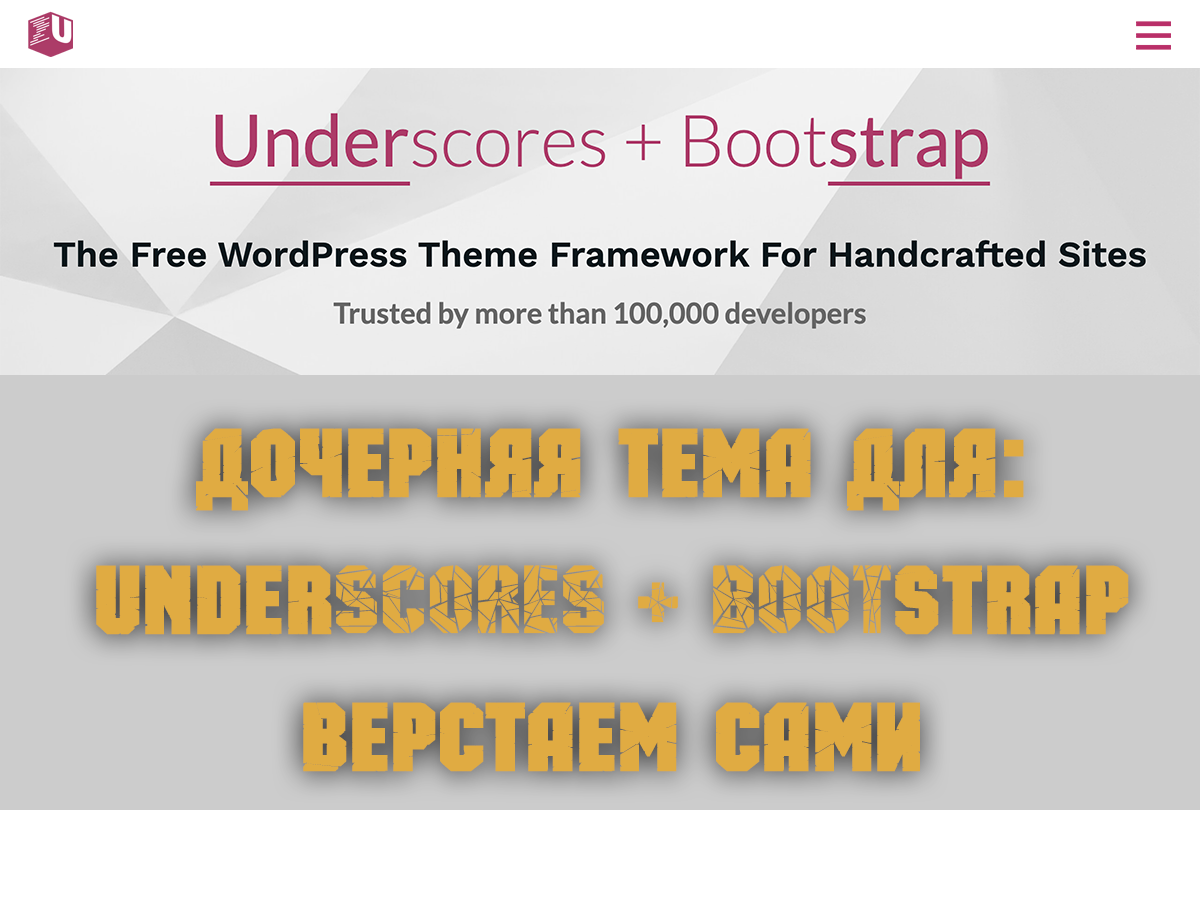 U
Underscores + Bootstrap
The Free WordPress Theme Framework For Handcrafted Sites
Trusted by more than 100,000 developers
ДОЧЕРНЯЯ ТЕМА ДЛЯ:
UNDERSCORES + BOOTSTRAP
ВЕРСТАЕМ САМИ